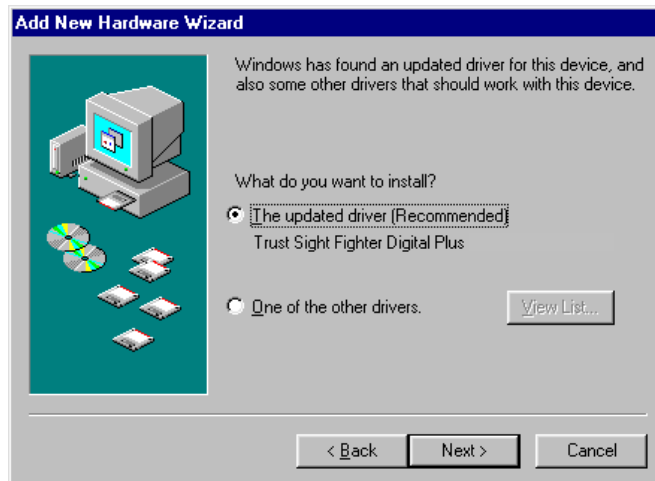 Add New Hardware Wizard
Windows has found an updated driver for this device, and
also some other drivers that should work with this device.
What do you want to install?
The updated driver (Recommended)
Trust Sight Fighter Digital Plus
One of the other drivers.
View List...
< Back
Next >
Cancel